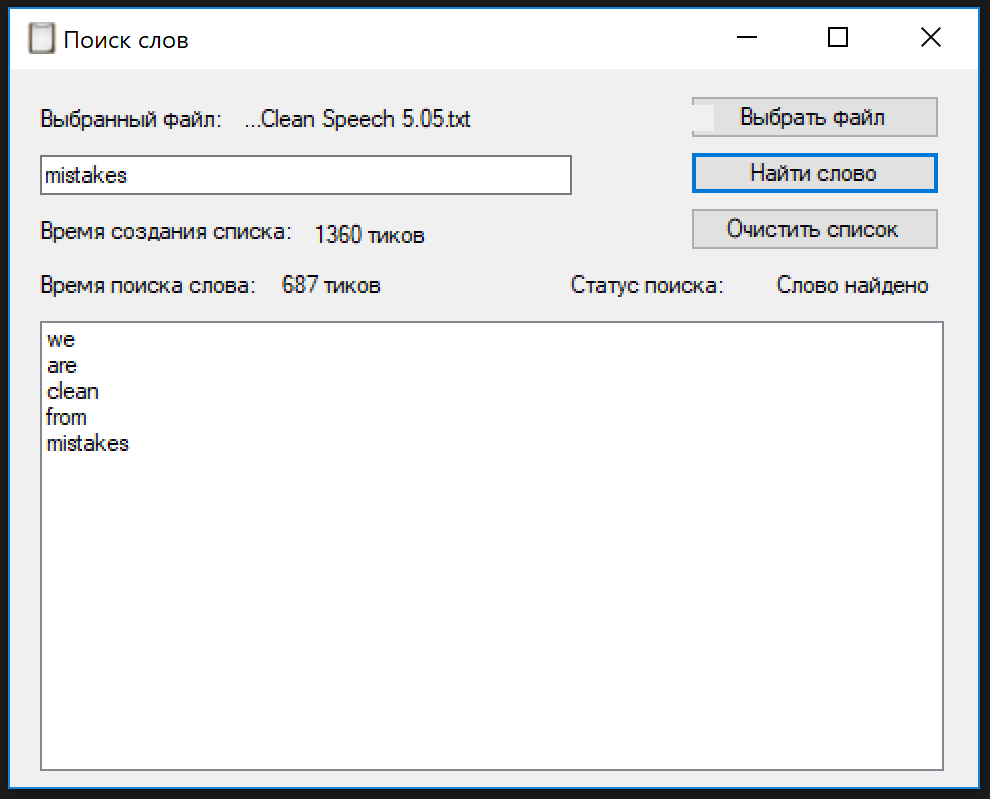 Поиск слов
Выбранный файл: ...Clean Speech 5.05.txt
Выбрать файл
mistakes
Найти слово
Время создания списка: 1360 тиков
Очистить список
Время поиска слова: 687 тиков
Статус поиска: Слово найдено
we
are
clean
from
mistakes